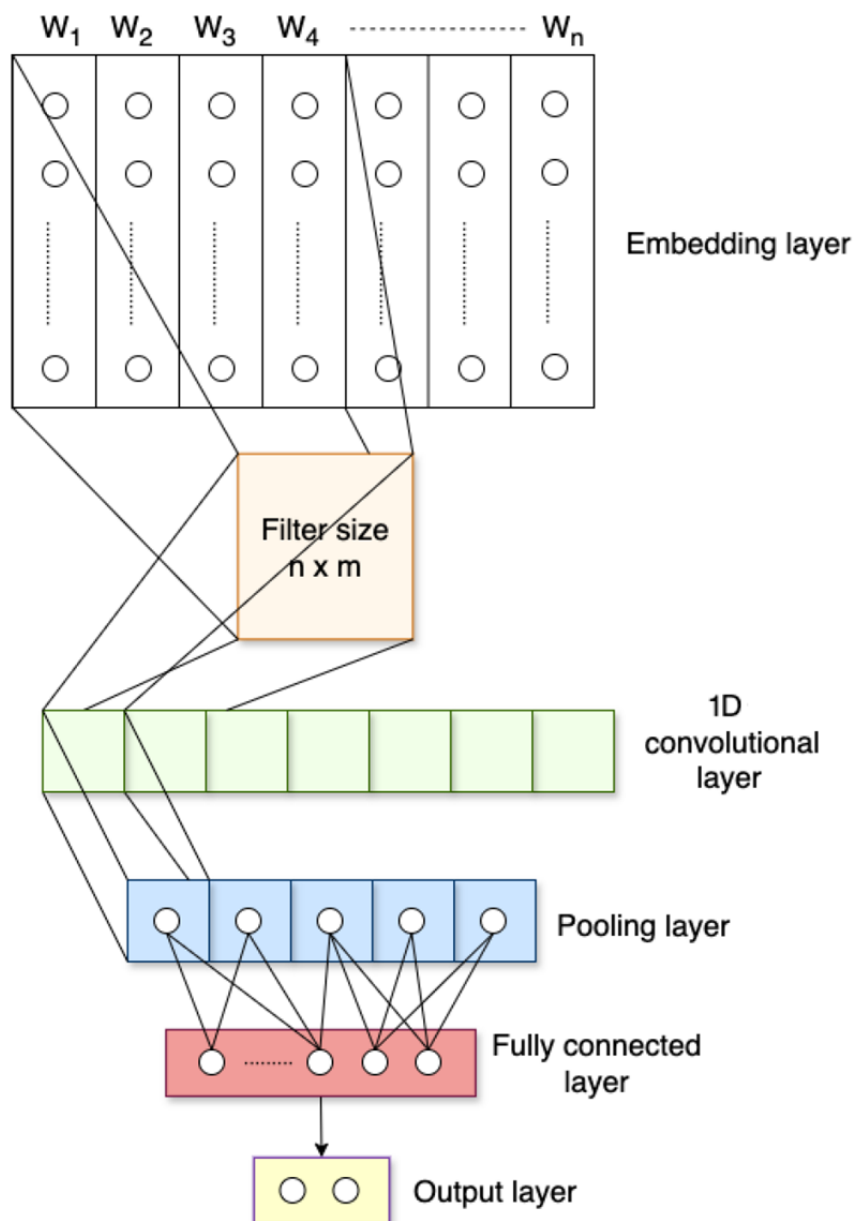 W1 W2 W3 W4 Wn
Embedding layer
Filter size
n x m
1D
convolutional
layer
Pooling layer
Fully connected
layer
Output layer